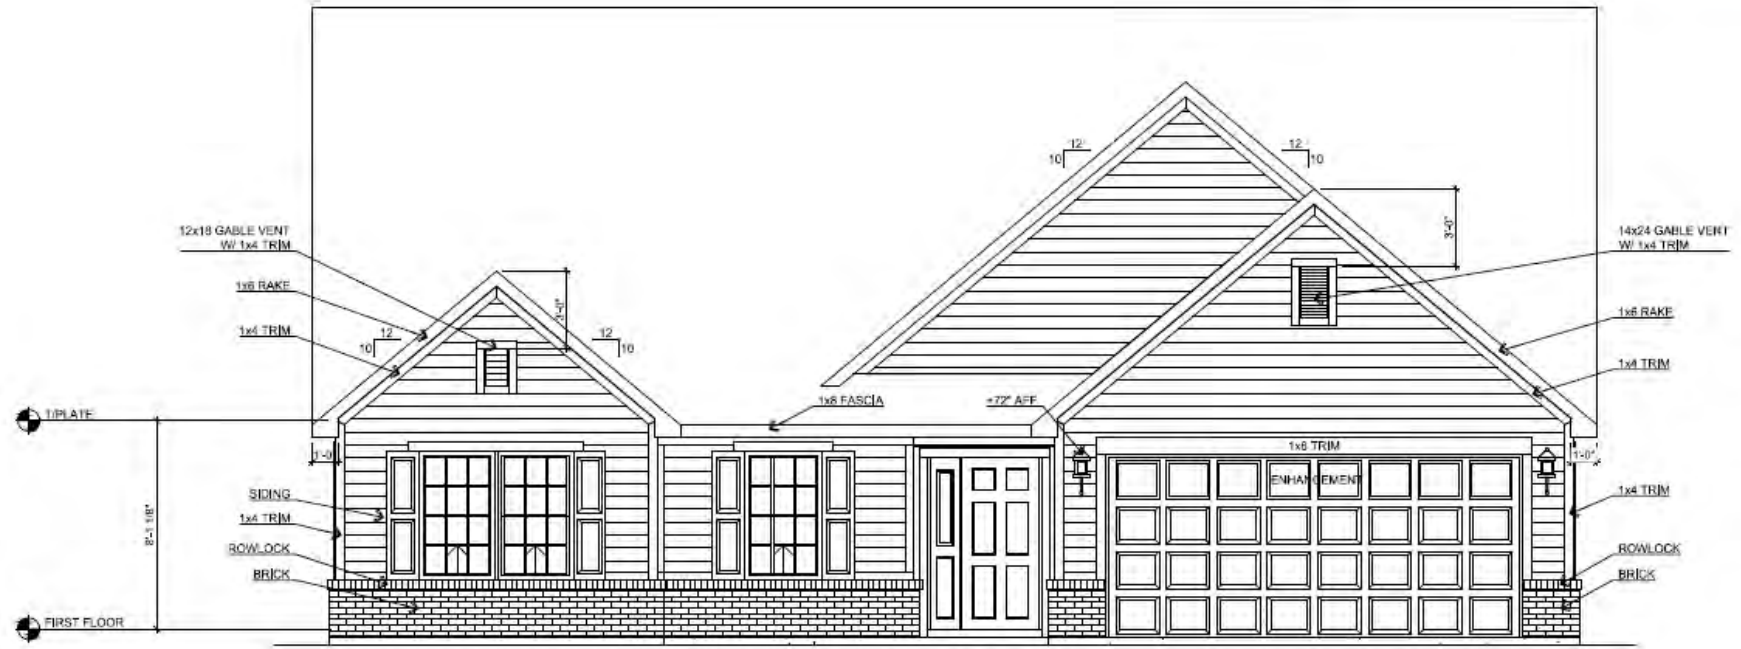 12
10
12
10
12x18 GABLE VENT
W/ 1x4 TRIM
14x24 GABLE VENT
W/ 1x4 TRIM
3'-0"
1x6 RAKE
3'-0"
1x6 RAKE
1x4 TRIM
12
10
12
10
1x4 TRIM
1x8 FASCIA
+72" AFF
T/PLATE
1'-0"
1x6 TRIM
1'-0"
ENHANCEMENT
SIDING
1x4 TRIM
1x4 TRIM
8'-1 1/8"
ROWLOCK
ROWLOCK
BRICK
BRICK
FIRST FLOOR